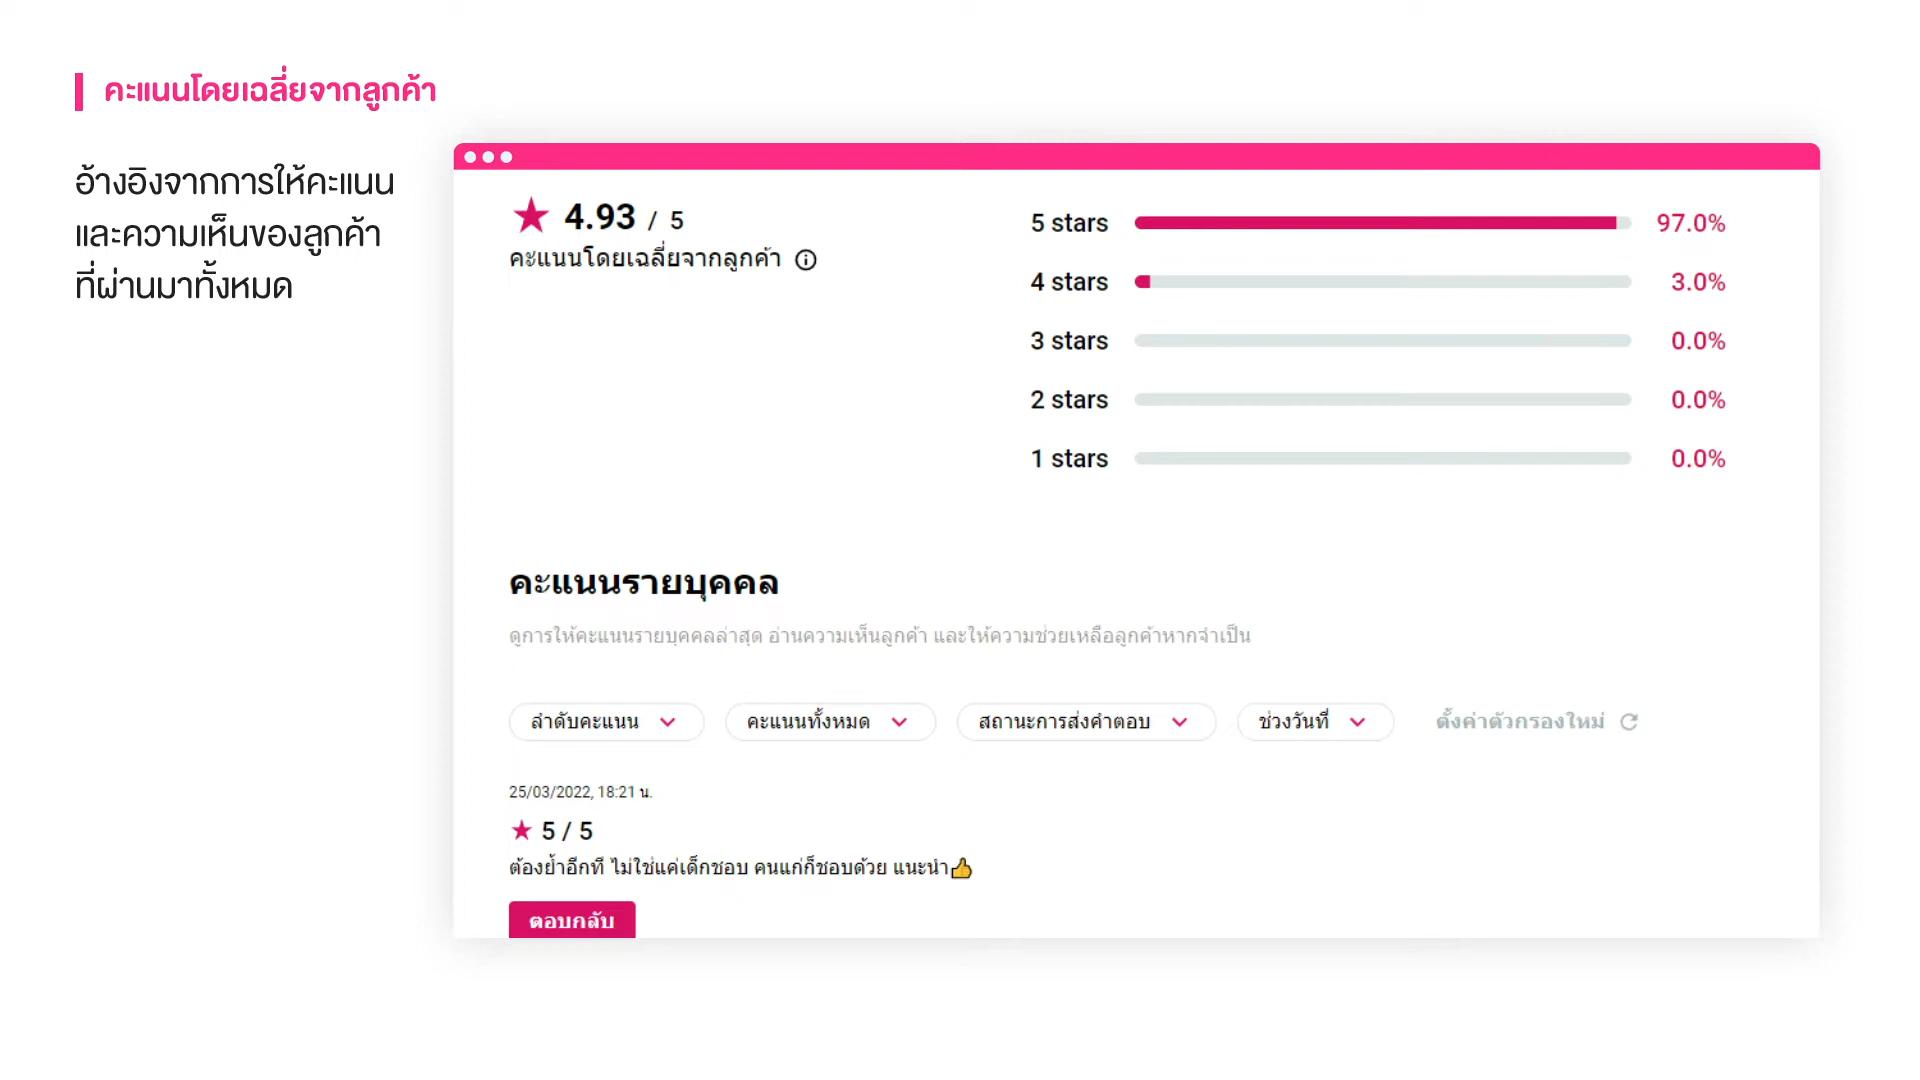 คะแนนโดยเฉลี่ยจากลูกค้า
อ้างอิงจากการให้คะแนน
และความเห็นของลูกค้า
ที่ผ่านมาทั้งหมด
4.93 / 5
คะแนนโดยเฉลี่ยจากลูกค้า
5 stars 97.0%
4 stars 3.0%
3 stars 0.0%
2 stars 0.0%
1 stars 0.0%
คะแนนรายบุคคล
ดูการให้คะแนนรายบุคคลล่าสุด อ่านความเห็นลูกค้า และให้ความช่วยเหลือลูกค้าหากจำเป็น
ลำดับคะแนน คะแนนทั้งหมด สถานะการส่งคำตอบ ช่วงวันที่ ตั้งค่าตัวกรองใหม่
25/03/2022, 18:21 น.
5 / 5
ต้องย้ำอีกที ไม่ใช่แค่เด็กชอบ คนแก่ก็ชอบด้วย แนะนำ👍
ตอบกลับ